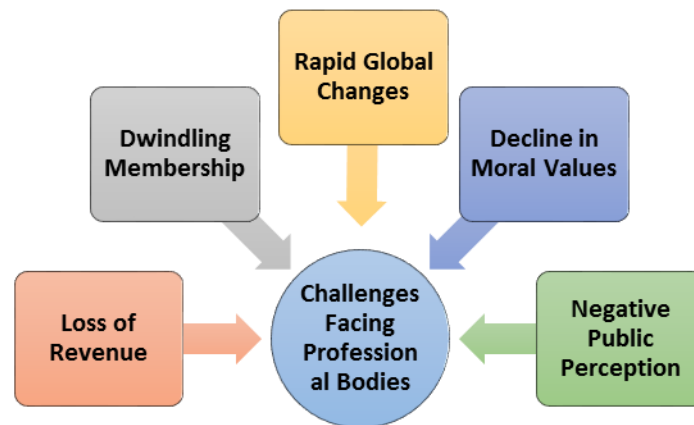 Rapid Global
Changes
Dwindling
Membership
Decline in
Moral Values
Loss of
Revenue
Challenges
Facing
Profession
al Bodies
Negative
Public
Perception